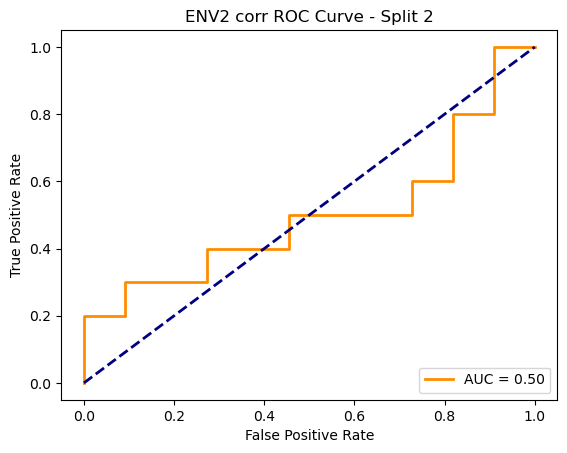 ENV2 corr ROC Curve - Split 2
True Positive Rate
1.0
0.8
0.6
0.4
0.2
0.0
AUC = 0.50
0.0 0.2 0.4 0.6 0.8 1.0
False Positive Rate